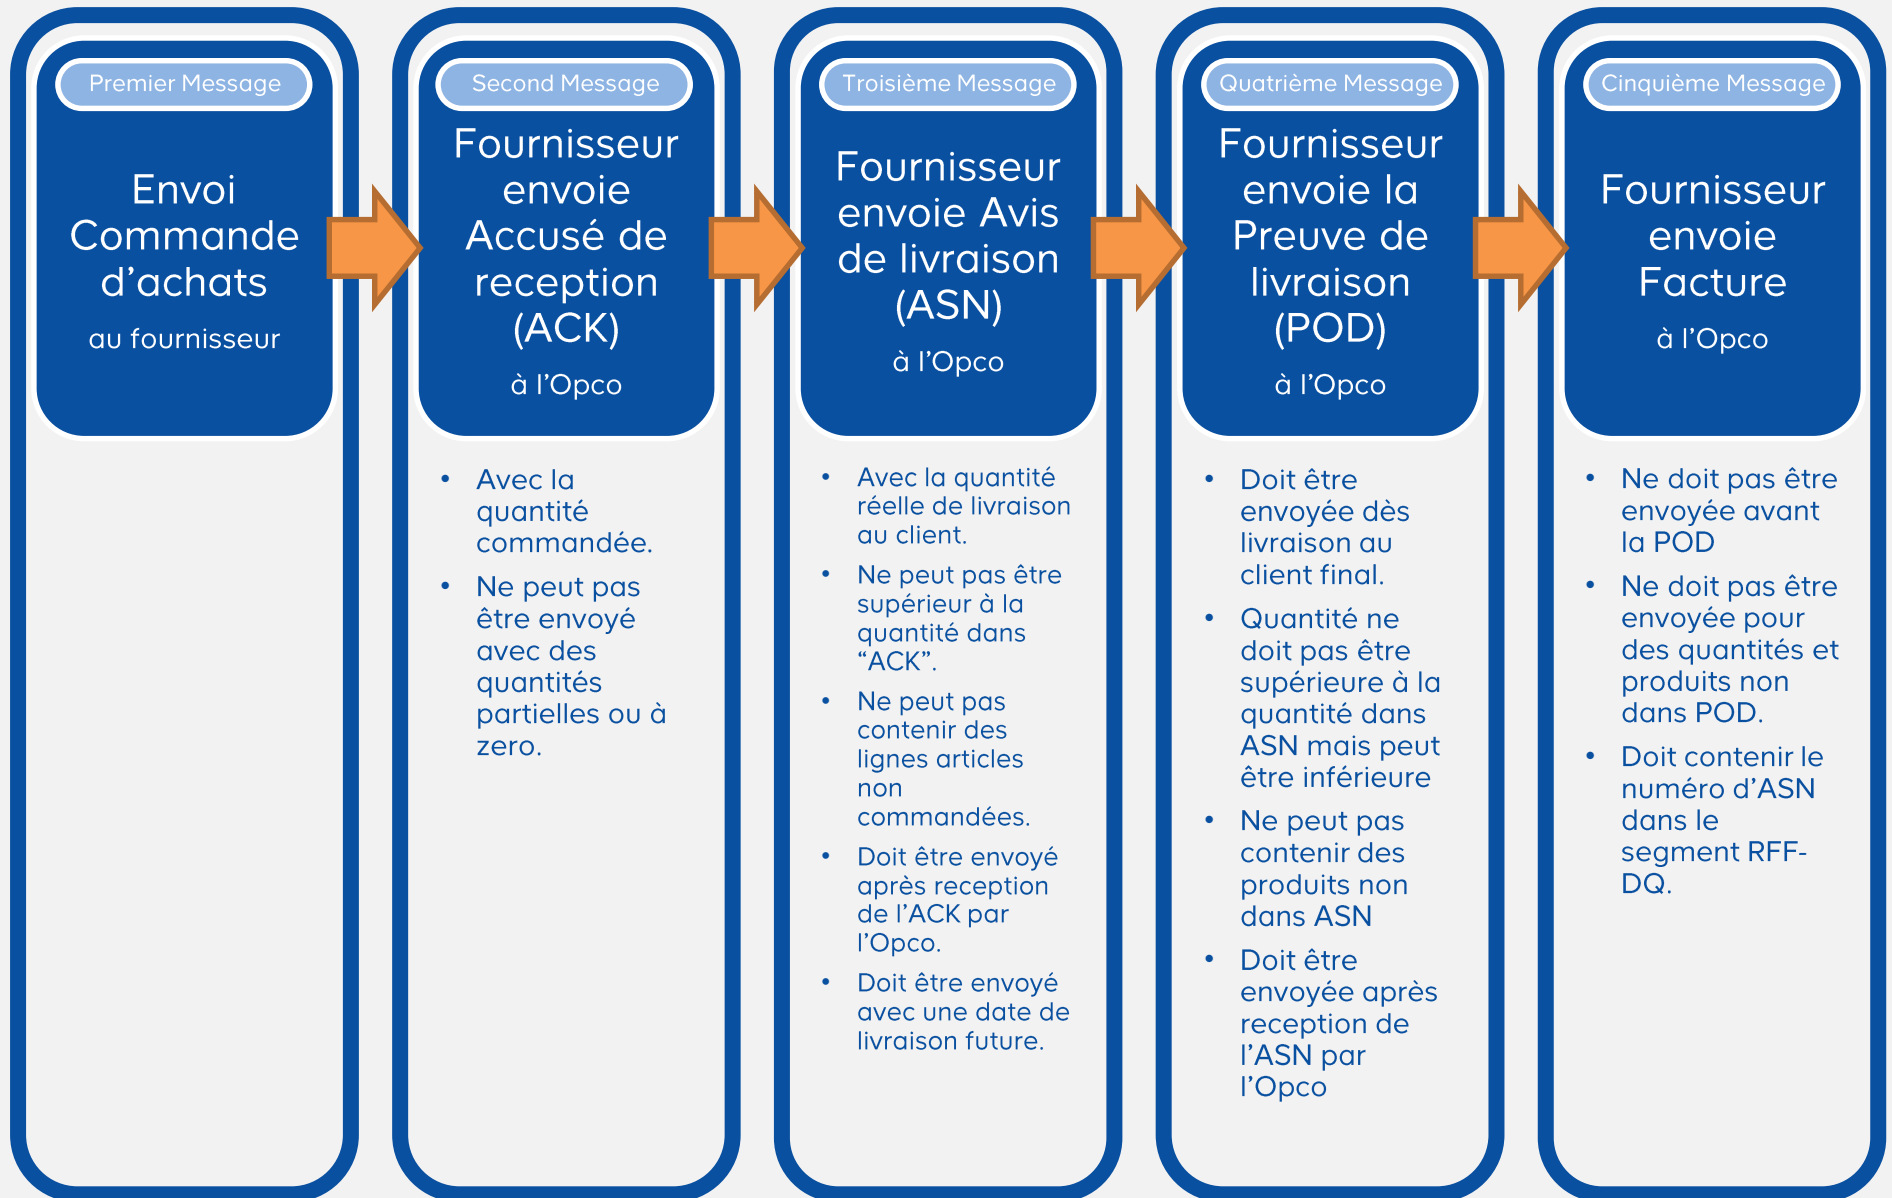 Premier Message
Envoi
Commande
d’achats
au fournisseur
Second Message
Fournisseur
envoie
Accusé de
reception
(ACK)
à l’Opco
• Avec la
quantité
commandée.
• Ne peut pas
être envoyé
avec des
quantités
partielles ou à
zero.
Troisième Message
Fournisseur
envoie Avis
de livraison
(ASN)
à l’Opco
• Avec la quantité
réelle de livraison
au client.
• Ne peut pas être
supérieur à la
quantité dans
“ACK”.
• Ne peut pas
contenir des
lignes articles
non
commandées.
• Doit être envoyé
après reception
de l’ACK par
l’Opco.
• Doit être envoyé
avec une date de
livraison future.
Quatrième Message
Fournisseur
envoie la
Preuve de
livraison
(POD)
à l’Opco
• Doit être
envoyée dès
livraison au
client final.
• Quantité ne
doit pas être
supérieure à la
quantité dans
ASN mais peut
être inférieure
• Ne peut pas
contenir des
produits non
dans ASN
• Doit être
envoyée après
reception de
l’ASN par
l’Opco
Cinquième Message
Fournisseur
envoie
Facture
à l’Opco
• Ne doit pas être
envoyée avant
la POD
• Ne doit pas être
envoyée pour
des quantités et
produits non
dans POD.
• Doit contenir le
numéro d’ASN
dans le
segment RFF-
DQ.